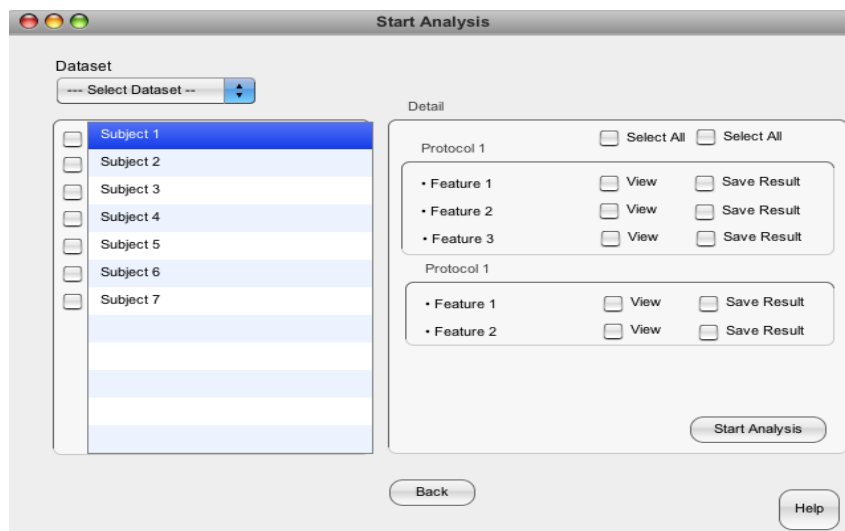 Start Analysis
Dataset
--- Select Dataset --
Subject 1
Subject 2
Subject 3
Subject 4
Subject 5
Subject 6
Subject 7
Detail
Protocol 1 Select All Select All
• Feature 1 View Save Result
• Feature 2 View Save Result
• Feature 3 View Save Result
Protocol 1
• Feature 1 View Save Result
• Feature 2 View Save Result
Start Analysis
Back
Help